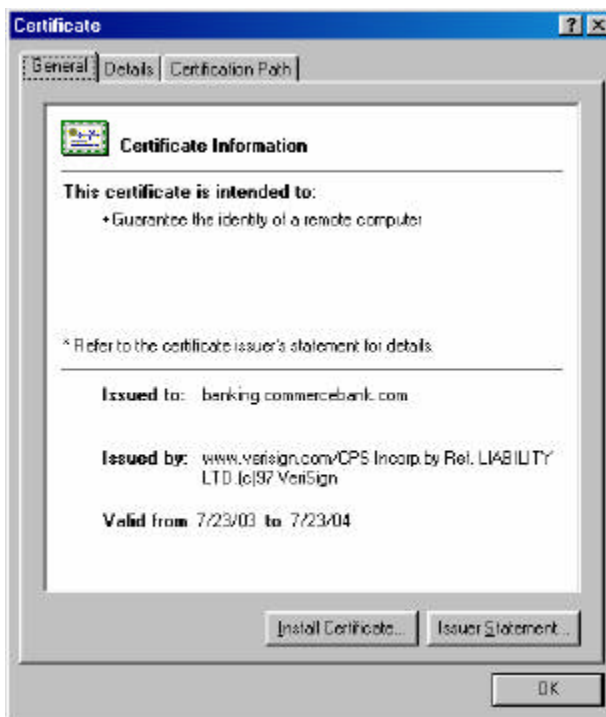 Certificate
General Details Certification Path
Certificate Information
This certificate is intended to:
•Guarantee the identity of a remote computer
* Refer to the certificate issuer's statement for details.
Issued to: banking.commercebank.com
Issued by: www.verisign.com/CPS Incorp.by Ref. LIABILITY
LTD.(c)97 VeriSign
Valid from 7/23/03 to 7/23/04
Install Certificate... Issuer Statement...
OK